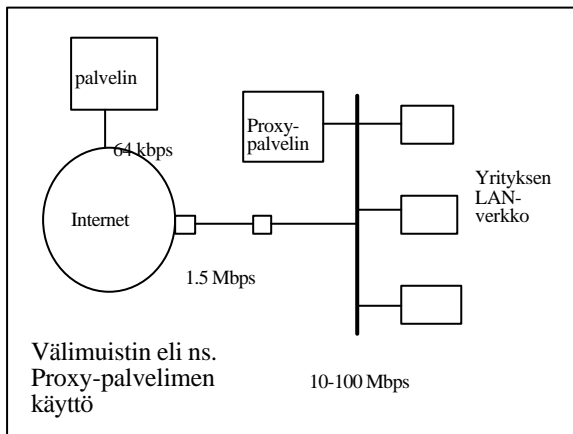 palvelin
64 kbps
Proxy-
palvelin
Internet
Yrityksen
LAN-
verkko
1.5 Mbps
Välimuistin eli ns.
Proxy-palvelimen
käyttö
10-100 Mbps